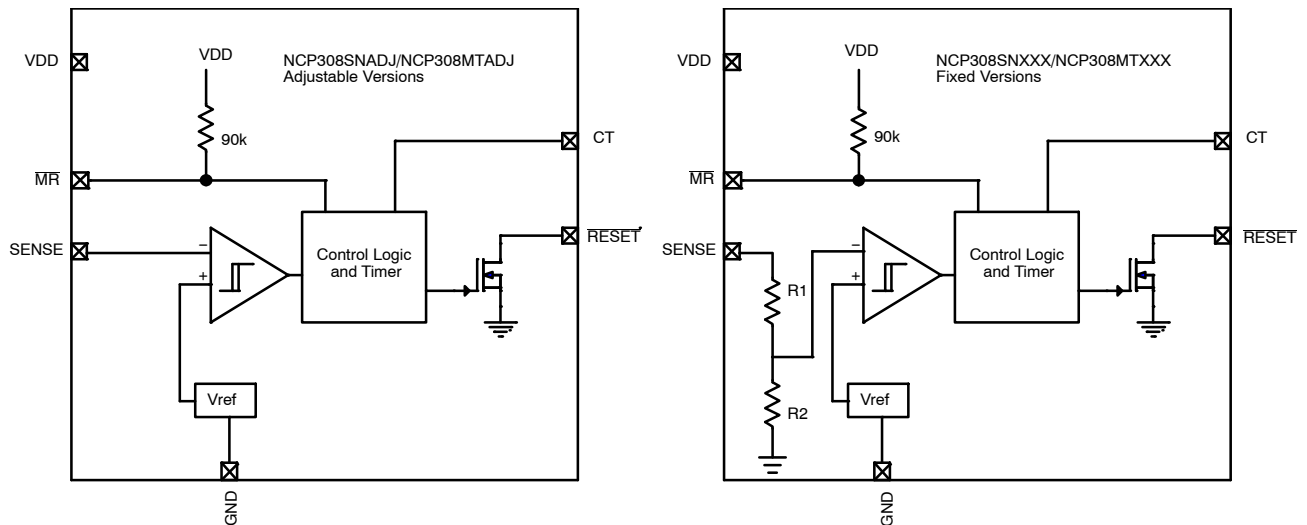 VDD
VDD
NCP308SNADJ/NCP308MTADJ
Adjustable Versions
90k
CT
MR
SENSE
−
+
Control Logic
and Timer
RESET
Vref
GND
VDD
VDD
NCP308SNXXX/NCP308MTXXX
Fixed Versions
90k
CT
MR
SENSE
−
+
Control Logic
and Timer
RESET
R1
R2
Vref
GND